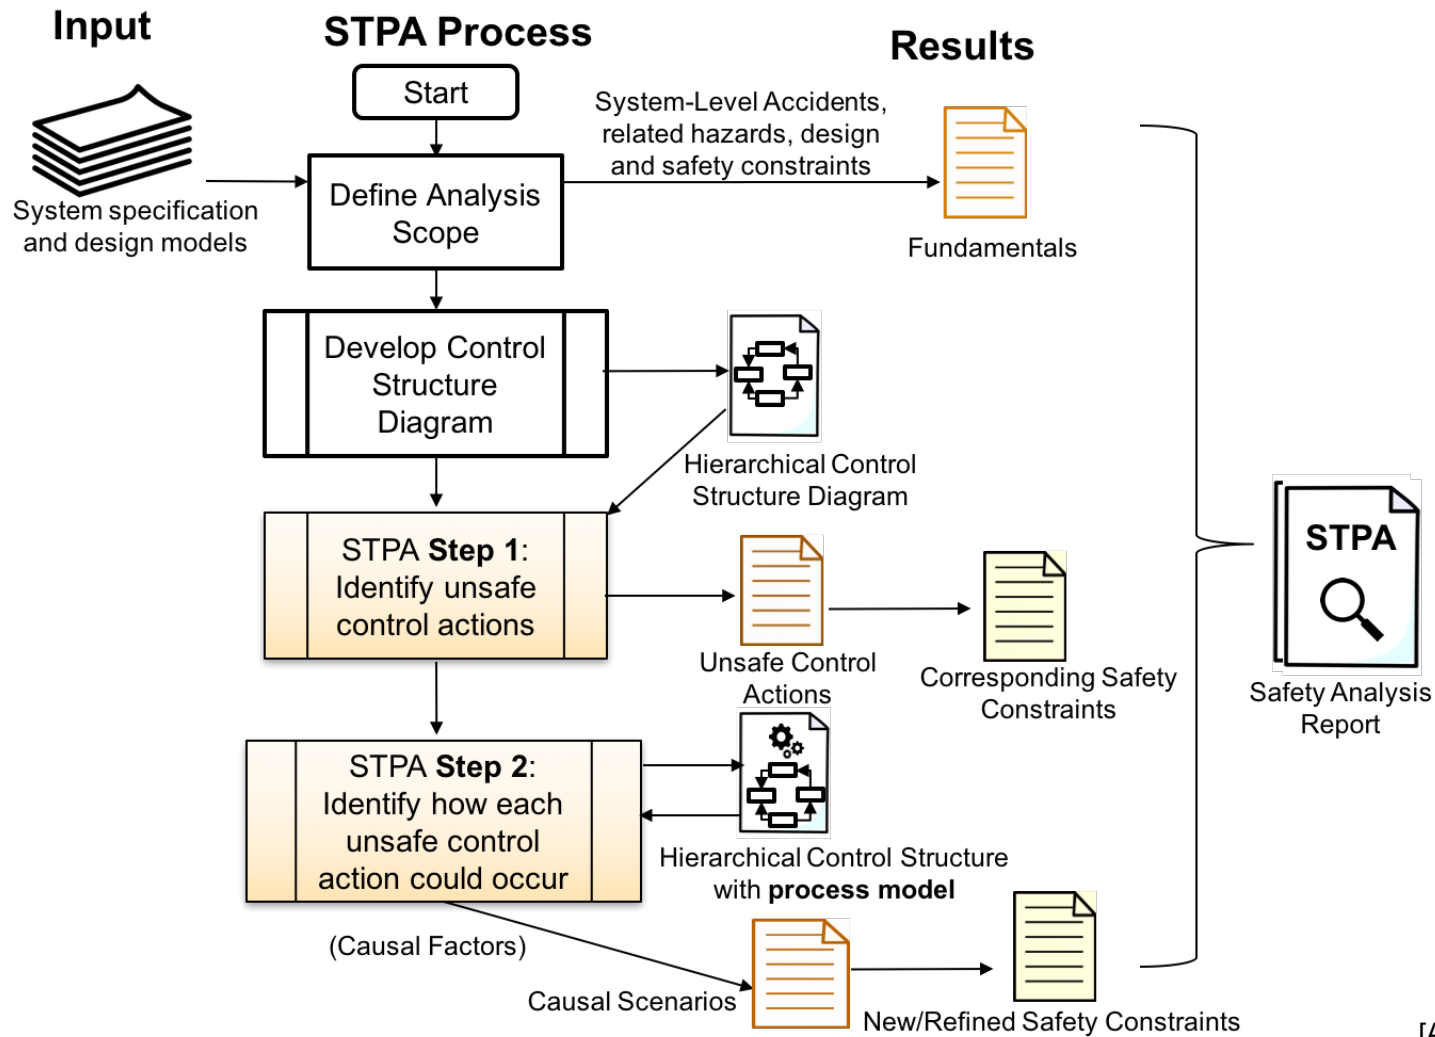 Input
STPA Process
Results
Start
System-Level Accidents,
related hazards, design
and safety constraints
Define Analysis
Scope
System specification
and design models
Fundamentals
Develop Control
Structure
Diagram
Hierarchical Control
Structure Diagram
STPA Step 1:
Identify unsafe
control actions
Unsafe Control
Actions
Corresponding Safety
Constraints
STPA
Safety Analysis
Report
STPA Step 2:
Identify how each
unsafe control
action could occur
Hierarchical Control Structure
with process model
(Causal Factors)
Causal Scenarios
New/Refined Safety Constraints